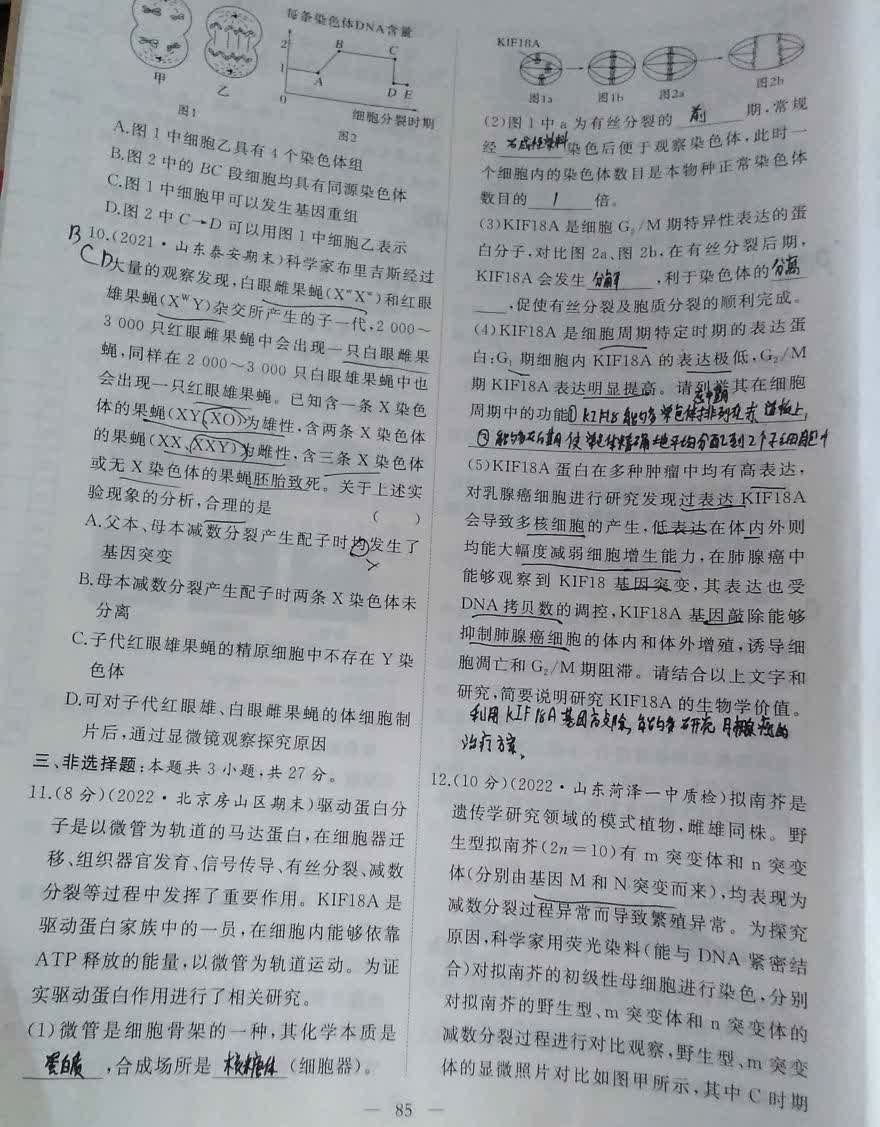 每条染色体DNA含量
2
1
0
A
B
C
D E
细胞分裂时期
甲
乙
图1
图2
A.图1中细胞乙具有4个染色体组
B.图2中的BC段细胞均具有同源染色体
C.图1中细胞甲可以发生基因重组
D.图2中C→D可以用图1中细胞乙表示
B
CD
10.(2021·山东泰安期末)科学家布里吉斯经过
大量的观察发现,白眼雌果蝇(XʷXʷ)和红眼
雄果蝇(XᵂY)杂交所产生的子一代,2 000~
3 000只红眼雌果蝇中会出现一只白眼雌果
蝇,同样在2 000~3 000只白眼雄果蝇中也
会出现一只红眼雄果蝇。已知含一条X染色
体的果蝇(XY、XO)为雄性,含两条X染色体
的果蝇(XX、XXY)为雌性,含三条X染色体
或无X染色体的果蝇胚胎致死。关于上述实
验现象的分析,合理的是 ( )
A.父本、母本减数分裂产生配子时均发生了
基因突变
B.母本减数分裂产生配子时两条X染色体未
分离
C.子代红眼雄果蝇的精原细胞中不存在Y染
色体
D.可对子代红眼雄、白眼雌果蝇的体细胞制
片后,通过显微镜观察探究原因
三、非选择题:本题共3小题,共27分。
11.(8分)(2022·北京房山区期末)驱动蛋白分
子是以微管为轨道的马达蛋白,在细胞器迁
移、组织器官发育、信号传导、有丝分裂、减数
分裂等过程中发挥了重要作用。KIF18A是
驱动蛋白家族中的一员,在细胞内能够依靠
ATP释放的能量,以微管为轨道运动。为证
实驱动蛋白作用进行了相关研究。
(1)微管是细胞骨架的一种,其化学本质是
蛋白质,合成场所是 核糖体 (细胞器)。
KIF18A
图1a
图1b
图2a
图2b
(2)图1中a为有丝分裂的 前 期,常规
经 染色后便于观察染色体,此时一
个细胞内的染色体数目是本物种正常染色体
数目的 1 倍。
(3)KIF18A是细胞G₂/M期特异性表达的蛋
白分子,对比图2a、图2b,在有丝分裂后期,
KIF18A会发生 分解 ,利于染色体的 分离
,促使有丝分裂及胞质分裂的顺利完成。
(4)KIF18A是细胞周期特定时期的表达蛋
白:G₁期细胞内KIF18A的表达极低,G₂/M
期KIF18A表达明显提高。请列举其在细胞
周期中的功能① 能够 染色体排列在赤道板上,
② 能够在后期使染色体精确地平均分配到2个子细胞中
(5)KIF18A蛋白在多种肿瘤中均有高表达,
对乳腺癌细胞进行研究发现过表达KIF18A
会导致多核细胞的产生,低表达在体内外则
均能大幅度减弱细胞增生能力,在肺腺癌中
能够观察到KIF18基因突变,其表达也受
DNA拷贝数的调控,KIF18A基因敲除能够
抑制肺腺癌细胞的体内和体外增殖,诱导细
胞凋亡和G₂/M期阻滞。请结合以上文字和
研究,简要说明研究KIF18A的生物学价值。
利用KIF18A基因敲除,能够研究肺腺癌的
治疗方案。
12.(10分)(2022·山东菏泽一中质检)拟南芥是
遗传学研究领域的模式植物,雌雄同株。野
生型拟南芥(2n=10)有m突变体和n突变
体(分别由基因M和N突变而来),均表现为
减数分裂过程异常而导致繁殖异常。为探究
原因,科学家用荧光染料(能与DNA紧密结
合)对拟南芥的初级性母细胞进行染色,分别
对拟南芥的野生型、m突变体和n突变体的
减数分裂过程进行对比观察,野生型、m突变
体的显微照片对比如图甲所示,其中C时期
— 85 —